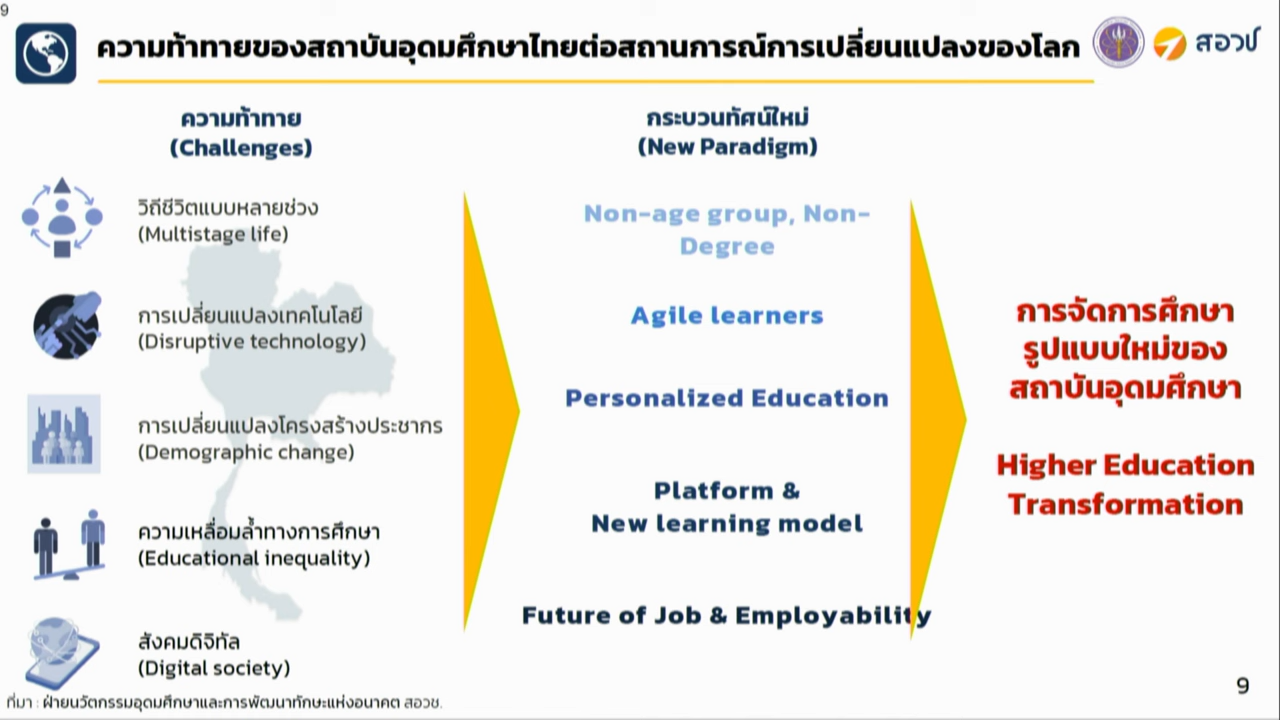 9
ความท้าทายของสถาบันอุดมศึกษาไทยต่อสถานการณ์การเปลี่ยนแปลงของโลก
สอวช
ความท้าทาย
(Challenges)
วิถีชีวิตแบบหลายช่วง
(Multistage life)
การเปลี่ยนแปลงเทคโนโลยี
(Disruptive technology)
การเปลี่ยนแปลงโครงสร้างประชากร
(Demographic change)
ความเหลื่อมล้ำทางการศึกษา
(Educational inequality)
สังคมดิจิทัล
(Digital society)
กระบวนทัศน์ใหม่
(New Paradigm)
Non-age group, Non-
Degree
Agile learners
Personalized Education
Platform &
New learning model
Future of Job & Employability
การจัดการศึกษา
รูปแบบใหม่ของ
สถาบันอุดมศึกษา
Higher Education
Transformation
ที่มา : ฝ่ายนวัตกรรมอุดมศึกษาและการพัฒนาทักษะแห่งอนาคต สอวช.
9